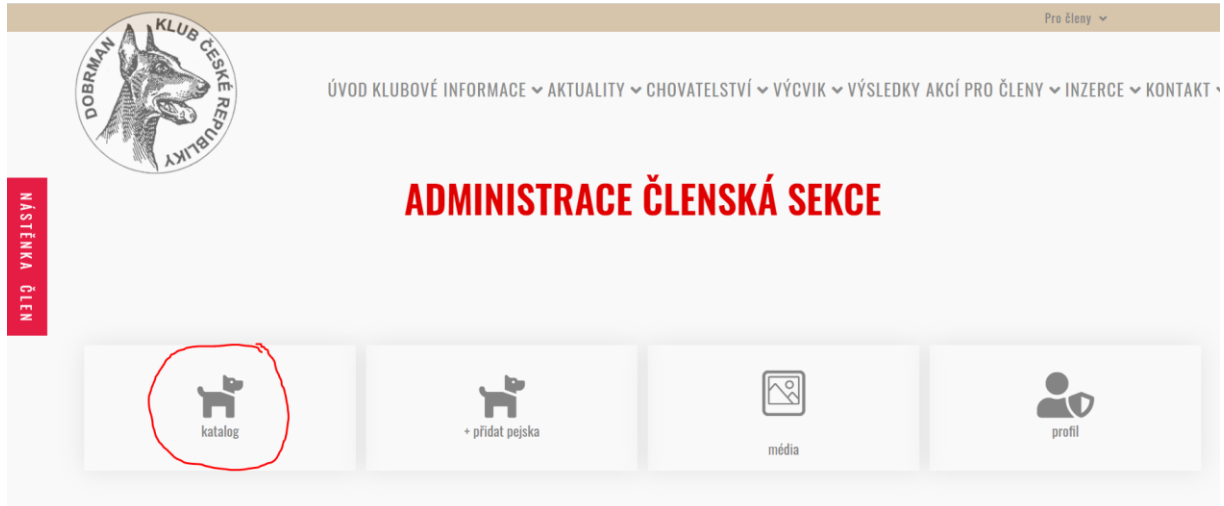 Pro členy
DOBRMAN KLUB ČESKÉ REPUBLIKY
ÚVOD KLUBOVÉ INFORMACE AKTUALITY CHOVATELSTVÍ VÝCVIK VÝSLEDKY AKCÍ PRO ČLENY INZERCE KONTAKT
ADMINISTRACE ČLENSKÁ SEKCE
NÁSTĚNKA ČLEN
katalog
+ přidat pejska
média
profil